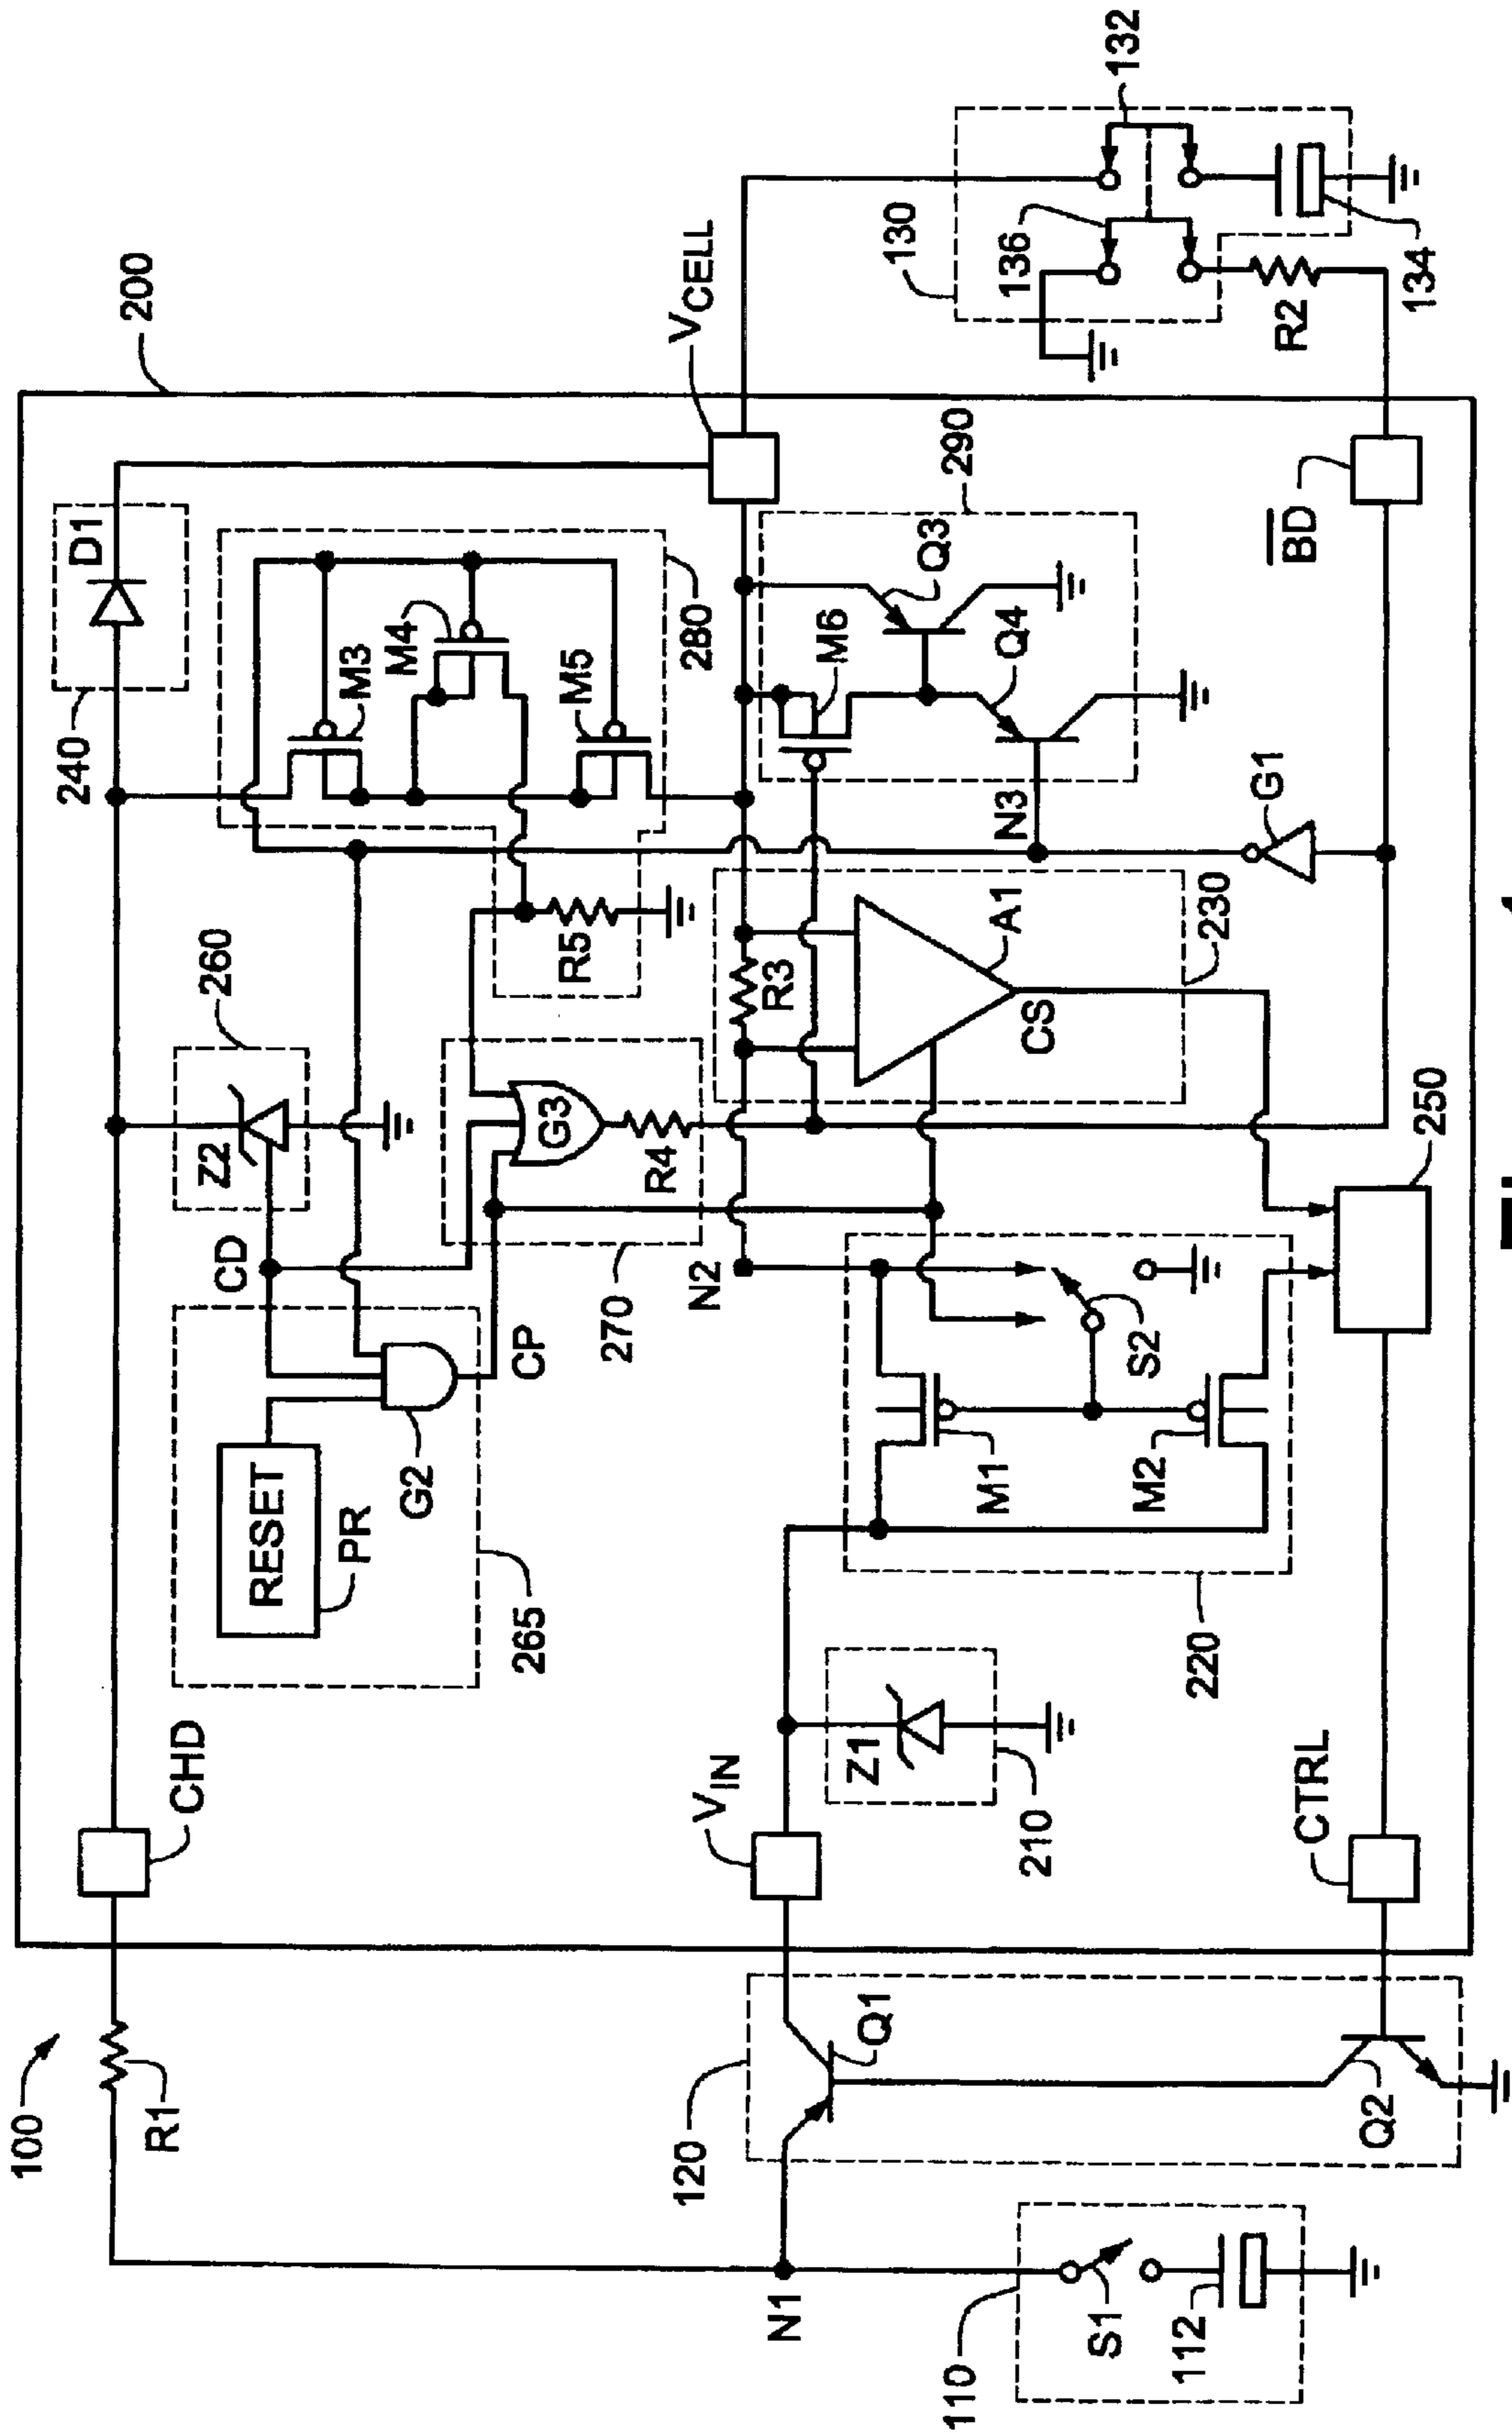 100
R1
CHD
200
240
D1
260
Z2
CD
RESET
PR
G2
265
CP
270
G3
R4
R5
M3
M4
M5
280
V_CELL
130
132
136
134
R2
290
Q3
M6
Q4
N3
G1
BD
R3
A1
CS
230
N2
S2
M1
M2
220
250
V_IN
Z1
210
CTRL
Q1
120
Q2
N1
110
S1
112